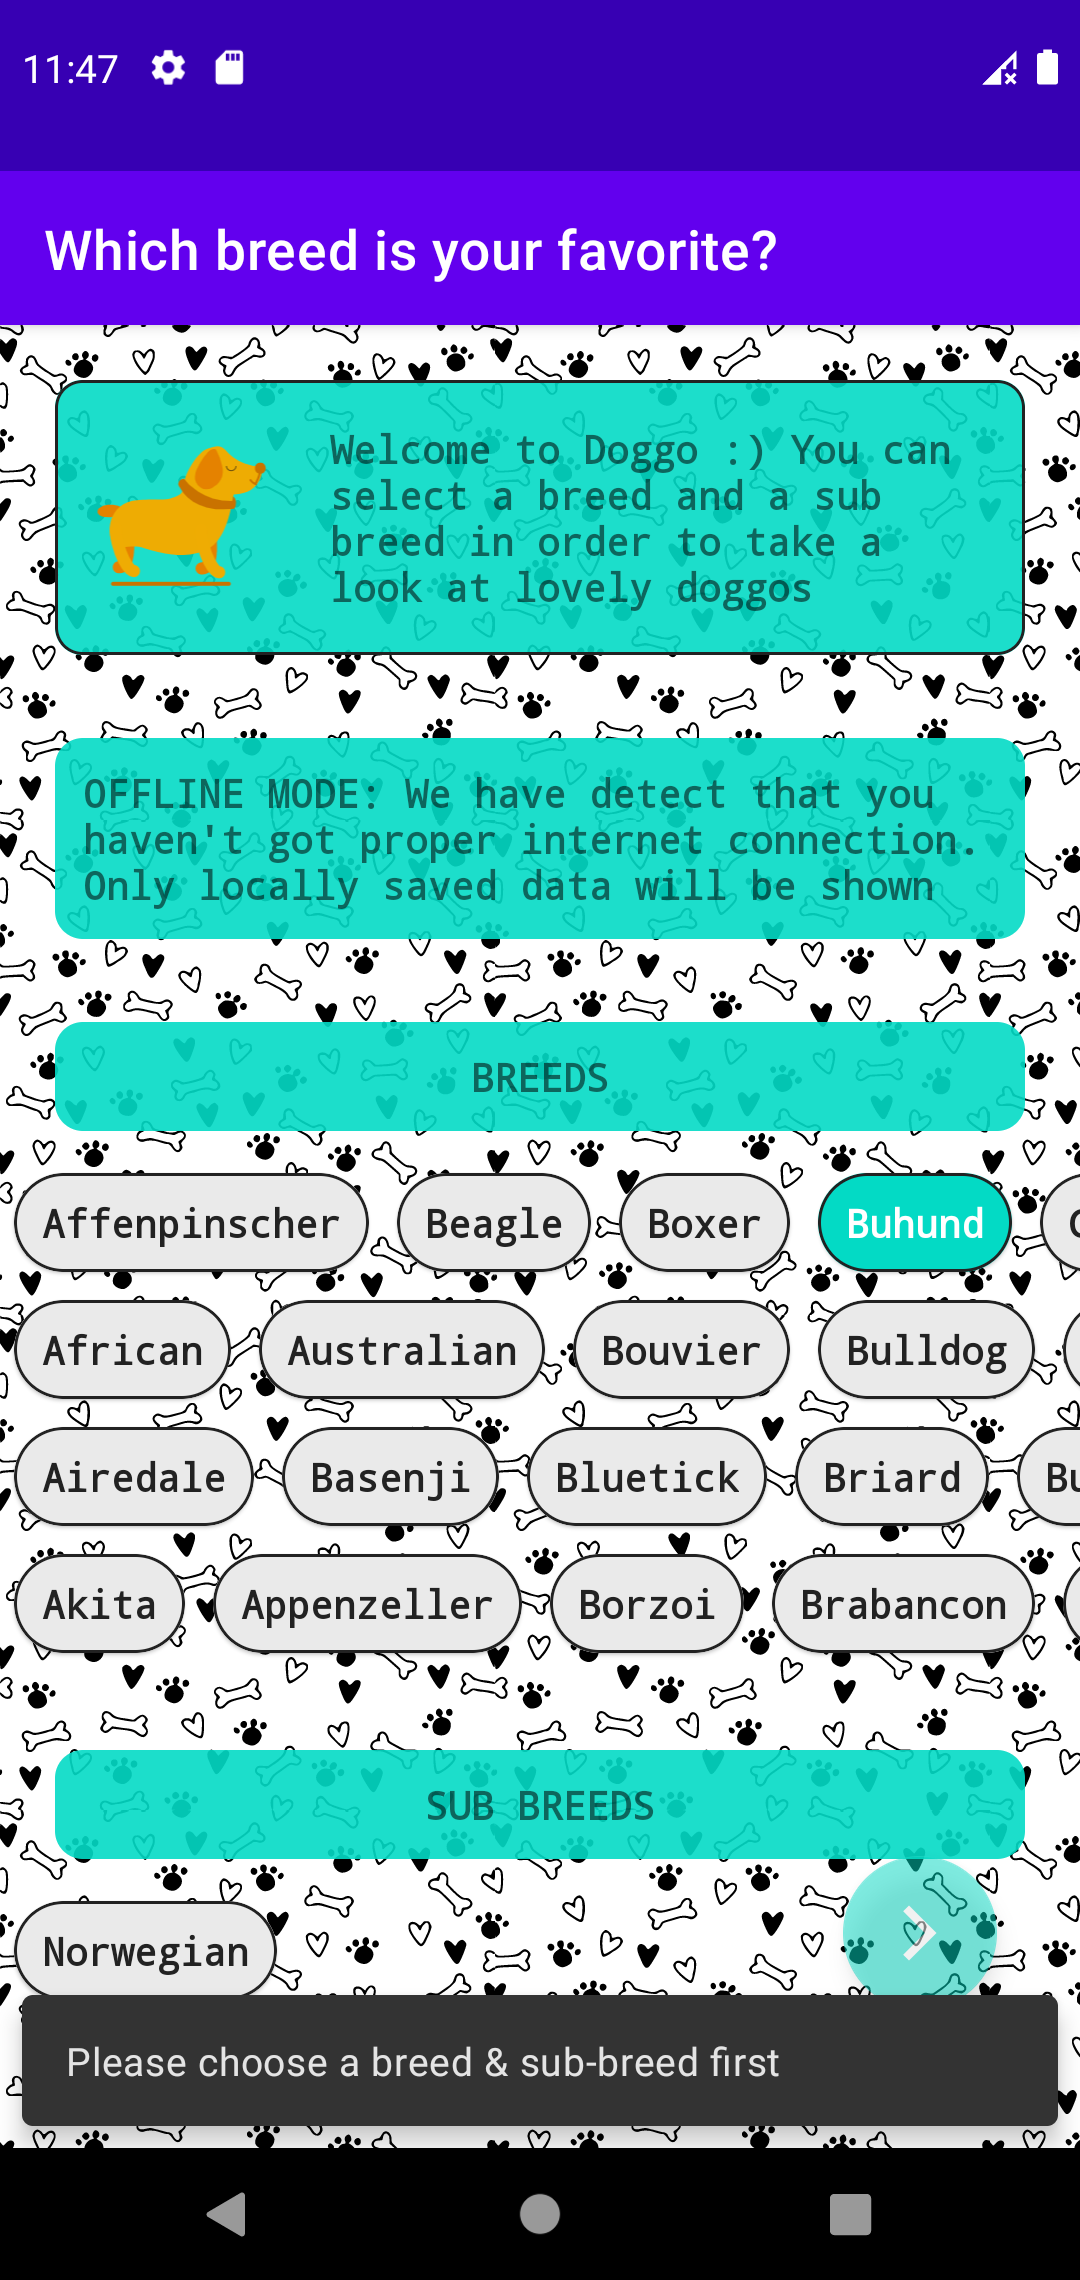 11:47
Which breed is your favorite?
Welcome to Doggo :) You can
select a breed and a sub
breed in order to take a
look at lovely doggos
OFFLINE MODE: We have detect that you
haven't got proper internet connection.
Only locally saved data will be shown
BREEDS
Affenpinscher Beagle Boxer Buhund
African Australian Bouvier Bulldog
Airedale Basenji Bluetick Briard Bu
Akita Appenzeller Borzoi Brabancon
SUB BREEDS
Norwegian
Please choose a breed & sub-breed first